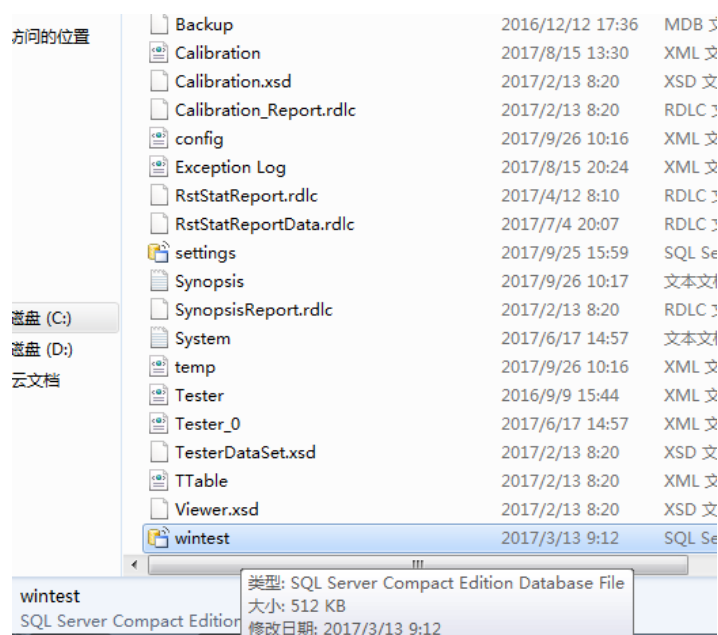 访问的位置
磁盘 (C:)
磁盘 (D:)
云文档
Backup 2016/12/12 17:36 MDB 文
Calibration 2017/8/15 13:30 XML 文
Calibration.xsd 2017/2/13 8:20 XSD 文
Calibration_Report.rdlc 2017/2/13 8:20 RDLC
config 2017/9/26 10:16 XML 文
Exception Log 2017/8/15 20:24 XML 文
RstStatReport.rdlc 2017/4/12 8:10 RDLC
RstStatReportData.rdlc 2017/7/4 20:07 RDLC
settings 2017/9/25 15:59 SQL Se
Synopsis 2017/9/26 10:17 文本文档
SynopsisReport.rdlc 2017/2/13 8:20 RDLC
System 2017/6/17 14:57 文本文档
temp 2017/9/26 10:16 XML 文
Tester 2016/9/9 15:44 XML 文
Tester_0 2017/6/17 14:57 XML 文
TesterDataSet.xsd 2017/2/13 8:20 XSD 文
TTable 2017/2/13 8:20 XML 文
Viewer.xsd 2017/2/13 8:20 XSD 文
wintest 2017/3/13 9:12 SQL Se
类型: SQL Server Compact Edition Database File
大小: 512 KB
修改日期: 2017/3/13 9:12
wintest
SQL Server Compact Edition